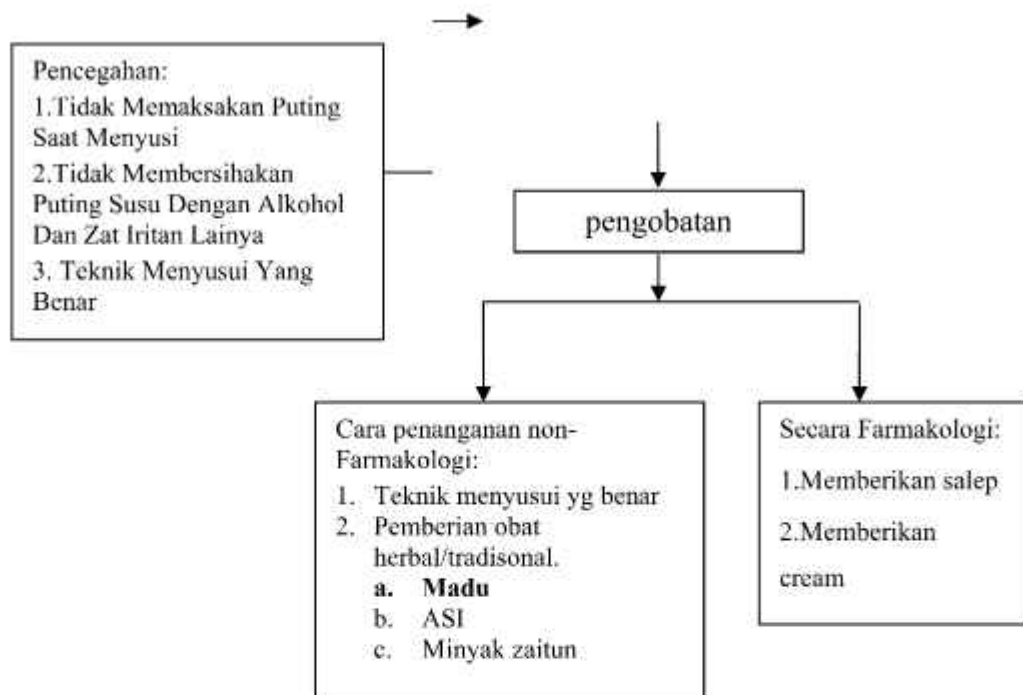 Pencegahan:
1.Tidak Memaksakan Puting
Saat Menyusi
2.Tidak Membersihakan
Puting Susu Dengan Alkohol
Dan Zat Iritan Lainya
3. Teknik Menyusui Yang
Benar
pengobatan
Cara penanganan non-
Farmakologi:
1. Teknik menyusui yg benar
2. Pemberian obat
herbal/tradisonal.
a. Madu
b. ASI
c. Minyak zaitun
Secara Farmakologi:
1.Memberikan salep
2.Memberikan
cream